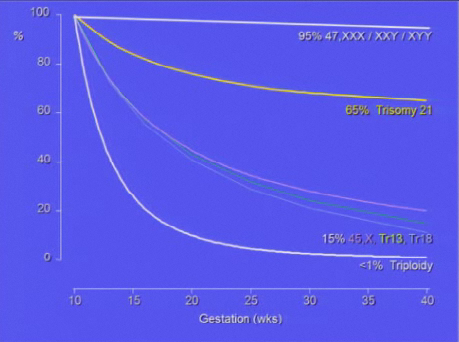 100
%
95% 47,XXX / XXY / XYY
80
65% Trisomy 21
60
40
20
15% 45,X, Tr13, Tr18
0
<1% Triploidy
10 15 20 25 30 35 40
Gestation (wks)